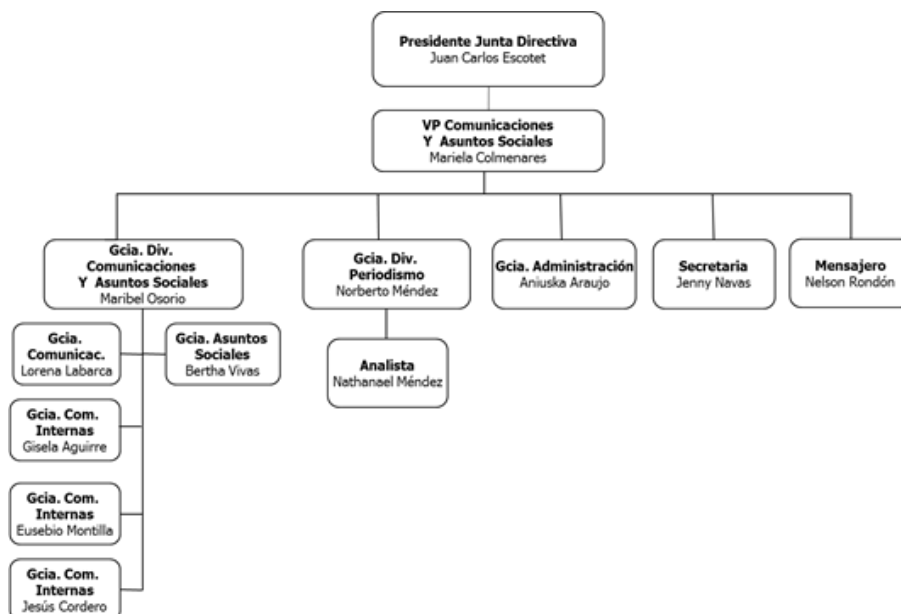 Presidente Junta Directiva
Juan Carlos Escotet
VP Comunicaciones
Y Asuntos Sociales
Mariela Colmenares
Gcia. Div.
Comunicaciones
Y Asuntos Sociales
Maribel Osorio
Gcia. Div.
Periodismo
Norberto Méndez
Gcia. Administración
Aniuska Araujo
Secretaria
Jenny Navas
Mensajero
Nelson Rondón
Gcia.
Comunicac.
Lorena Labarca
Gcia. Asuntos
Sociales
Bertha Vivas
Analista
Nathanael Méndez
Gcia. Com.
Internas
Gisela Aguirre
Gcia. Com.
Internas
Eusebio Montilla
Gcia. Com.
Internas
Jesús Cordero